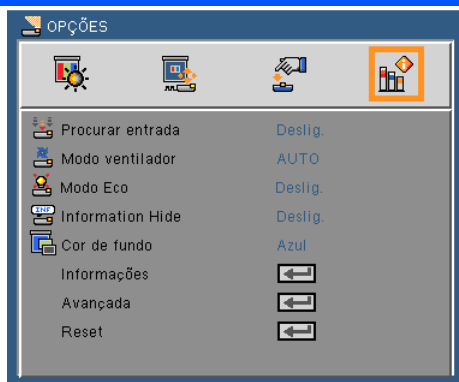 OPÇÕES
Procurar entrada Deslig.
Modo ventilador AUTO
Modo Eco Deslig.
INF Information Hide Deslig.
Cor de fundo Azul
Informações
Avançada
Reset